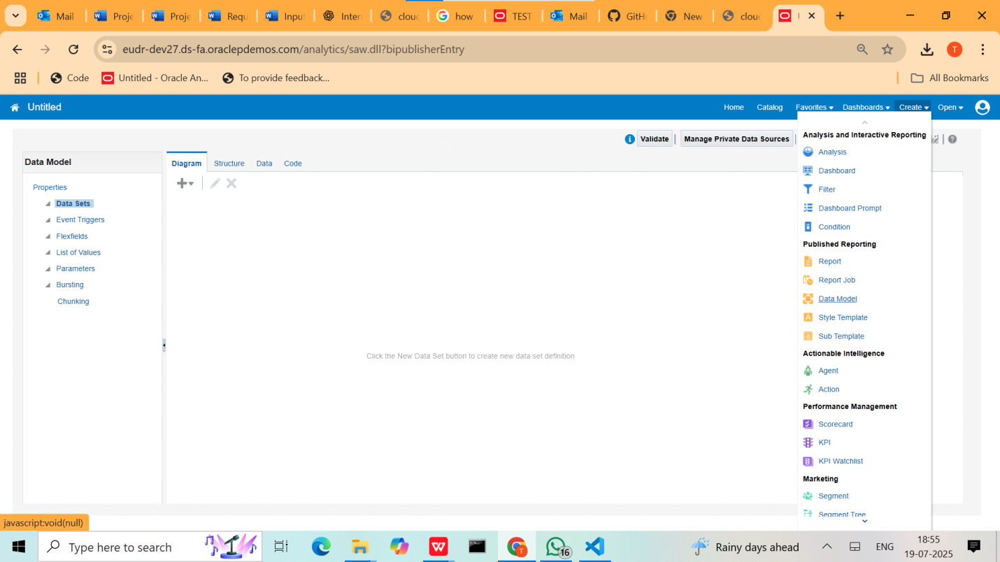 Mail
Proje
Proje
Requ
Input
Inter
clouc
how
TEST
Mail
GitHu
New
clouc
eudr-dev27.ds-fa.oraclepdemos.com/analytics/saw.dll?bipublisherEntry
T
Code
Untitled - Oracle An...
To provide feedback...
All Bookmarks
Untitled
Home
Catalog
Favorites
Dashboards
Create
Open
Validate
Manage Private Data Sources
Data Model
Properties
Data Sets
Event Triggers
Flexfields
List of Values
Parameters
Bursting
Chunking
Diagram
Structure
Data
Code
Click the New Data Set button to create new data set definition
Analysis and Interactive Reporting
Analysis
Dashboard
Filter
Dashboard Prompt
Condition
Published Reporting
Report
Report Job
Data Model
Style Template
Sub Template
Actionable Intelligence
Agent
Action
Performance Management
Scorecard
KPI
KPI Watchlist
Marketing
Segment
Segment Tree
javascript:void(null)
Type here to search
16
Rainy days ahead
ENG
18:55
19-07-2025